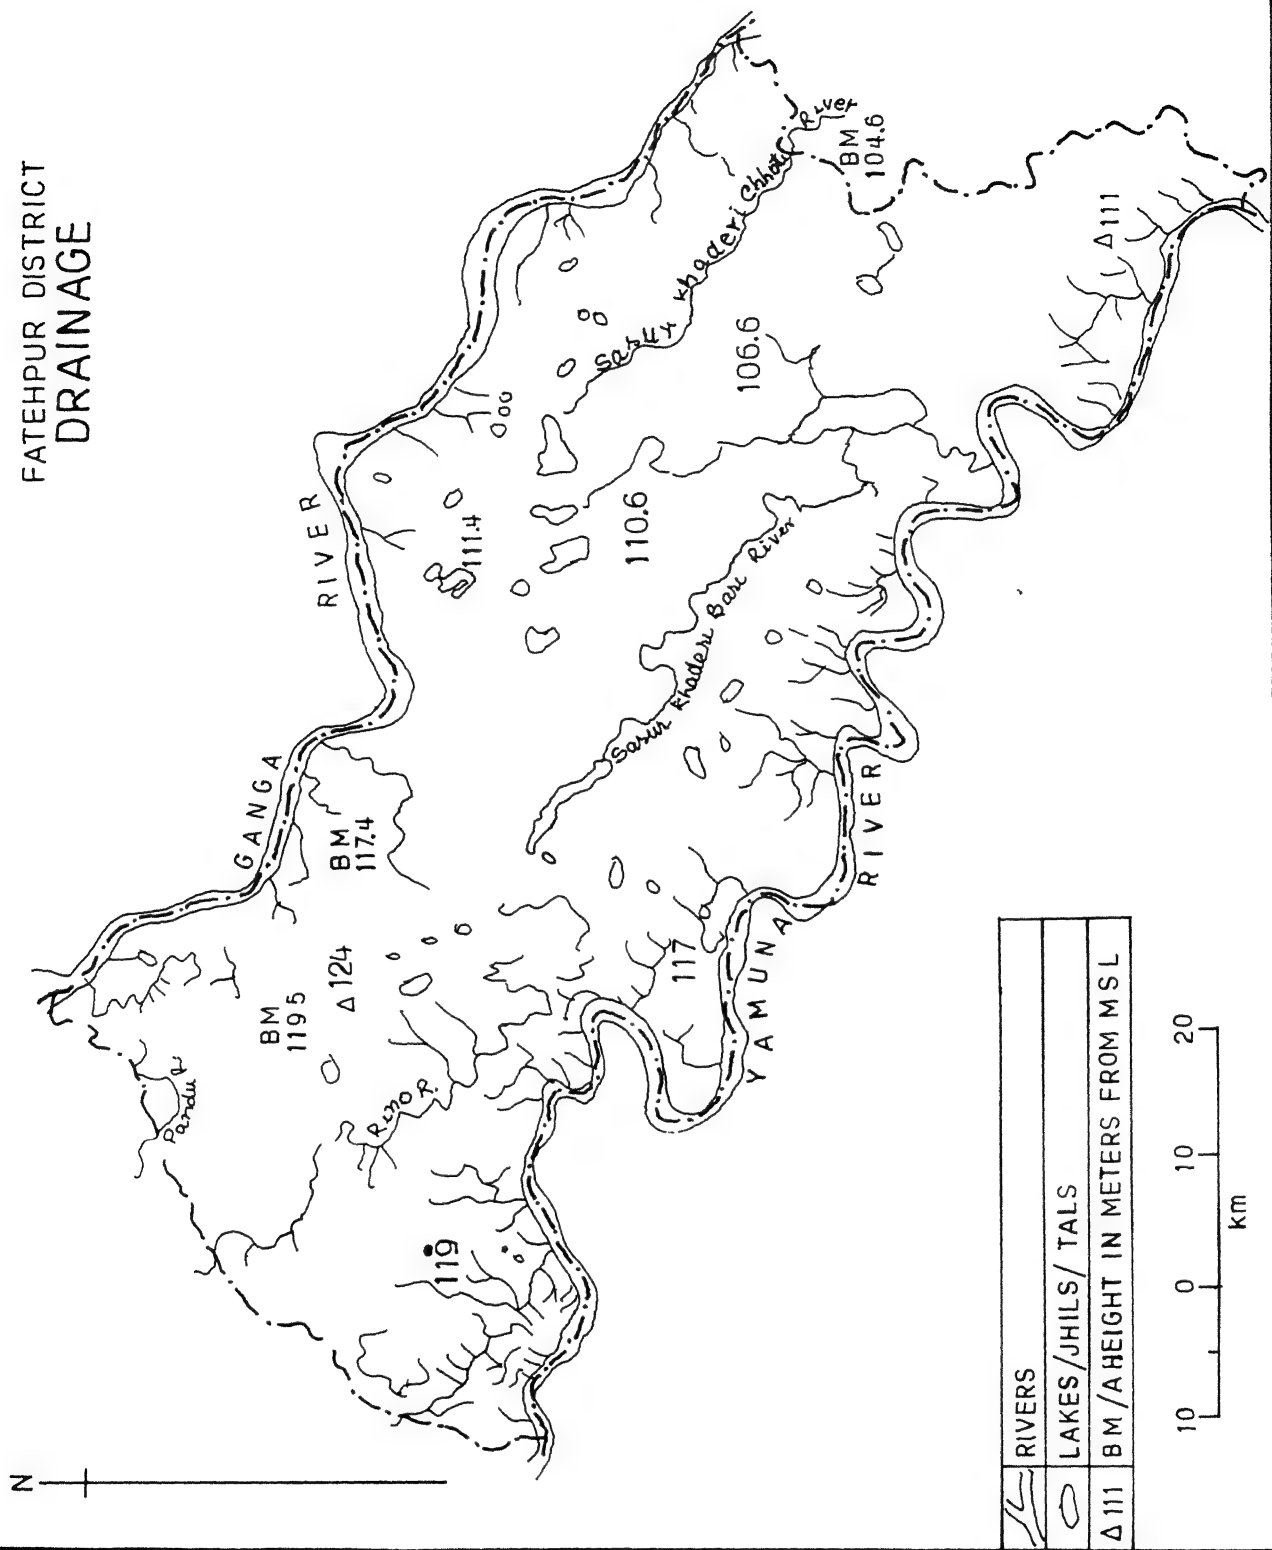 FATEHPUR DISTRICT
DRAINAGE
N
GANGA
RIVER
Pandu R
BM
119.5
△ 124
BM
117.4
Rino R.
119
111.4
110.6
106.6
Sasur Khaderi Chhoti River
BM
104.6
Sasur Khaderi Bari River
117
YAMUNA
RIVER
△ 111
RIVERS
LAKES/JHILS/TALS
△ 111 BM/A HEIGHT IN METERS FROM MSL
10 0 10 20
km